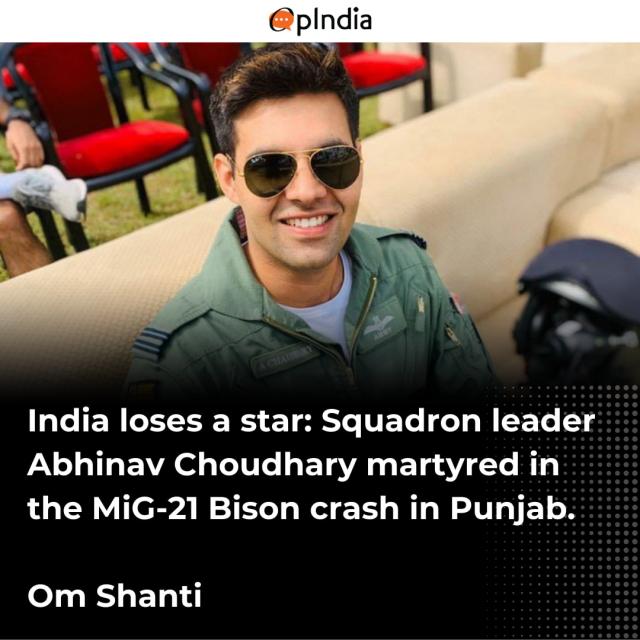 OpIndia
India loses a star: Squadron leader
Abhinav Choudhary martyred in
the MiG-21 Bison crash in Punjab.
Om Shanti